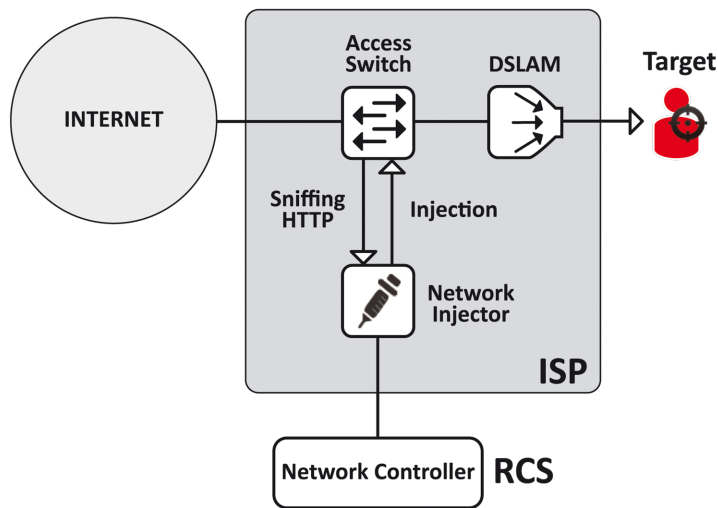 Access
Switch
DSLAM
Target
INTERNET
Sniffing
HTTP
Injection
Network
Injector
ISP
Network Controller
RCS